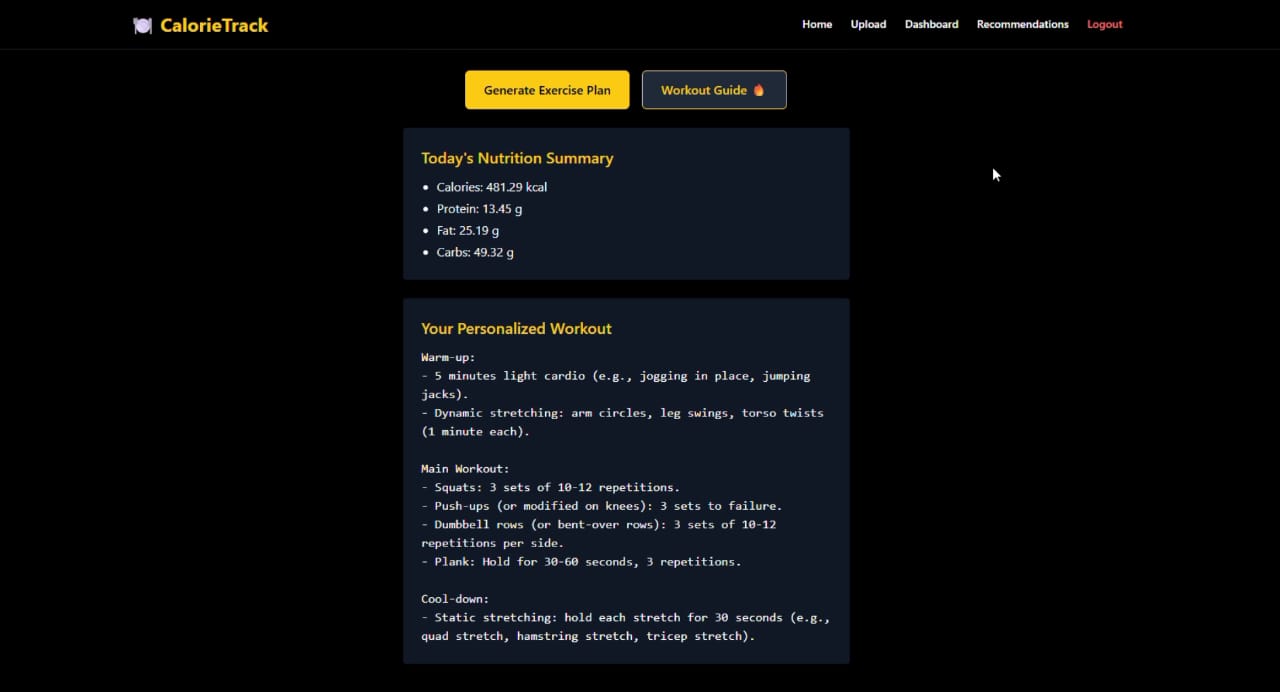 CalorieTrack
Home Upload Dashboard Recommendations Logout
Generate Exercise Plan Workout Guide 🔥
Today's Nutrition Summary
• Calories: 481.29 kcal
• Protein: 13.45 g
• Fat: 25.19 g
• Carbs: 49.32 g
Your Personalized Workout
Warm-up:
- 5 minutes light cardio (e.g., jogging in place, jumping
jacks).
- Dynamic stretching: arm circles, leg swings, torso twists
(1 minute each).
Main Workout:
- Squats: 3 sets of 10-12 repetitions.
- Push-ups (or modified on knees): 3 sets to failure.
- Dumbbell rows (or bent-over rows): 3 sets of 10-12
repetitions per side.
- Plank: Hold for 30-60 seconds, 3 repetitions.
Cool-down:
- Static stretching: hold each stretch for 30 seconds (e.g.,
quad stretch, hamstring stretch, tricep stretch).